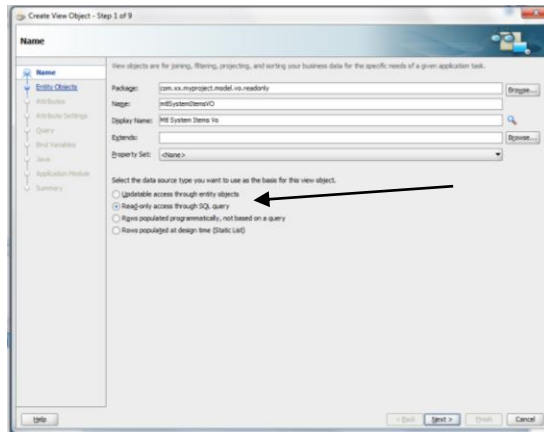 Create View Object - Step 1 of 9
Name
View objects are for joining, filtering, projecting, and sorting your business data for the specific needs of a given application task.
Name
Entity Objects
Attributes
Attribute Settings
Query
Bind Variables
Java
Application Module
Summary
Package: com.xx.myproject.model.vo.readonly
Browse...
Name: mtlSystemItemsVO
Display Name: Mtl System Items Vo
Extends:
Browse...
Property Set: <None>
Select the data source type you want to use as the basis for this view object.
Updatable access through entity objects
Read-only access through SQL query
Rows populated programmatically, not based on a query
Rows populated at design time (Static List)
Help
< Back
Next >
Finish
Cancel